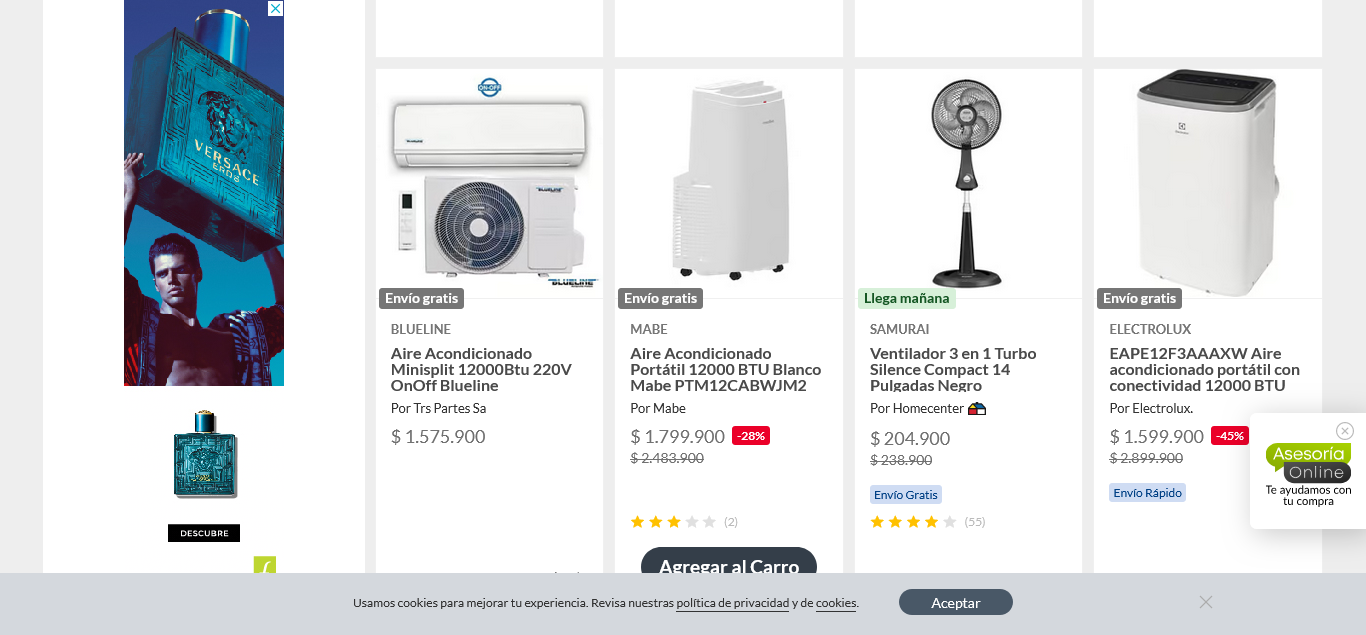 VERSACE
EROS
DESCUBRE
ON-OFF
BLUELINE
BLUELINE
BLUELINE
Envío gratis
BLUELINE
Aire Acondicionado
Minisplit 12000Btu 220V
OnOff Blueline
Por Trs Partes Sa
$ 1.575.900
Envío gratis
MABE
Aire Acondicionado
Portátil 12000 BTU Blanco
Mabe PTM12CABWJM2
Por Mabe
$ 1.799.900 -28%
$ 2.483.900
(2)
Agregar al Carro
Llega mañana
SAMURAI
Ventilador 3 en 1 Turbo
Silence Compact 14
Pulgadas Negro
Por Homecenter
$ 204.900
$ 238.900
Envío Gratis
(55)
Envío gratis
ELECTROLUX
EAPE12F3AAAXW Aire
acondicionado portátil con
conectividad 12000 BTU
Por Electrolux.
$ 1.599.900 -45%
$ 2.899.900
Envío Rápido
Asesoría
Online
Te ayudamos con
tu compra
Usamos cookies para mejorar tu experiencia. Revisa nuestras política de privacidad y de cookies.
Aceptar